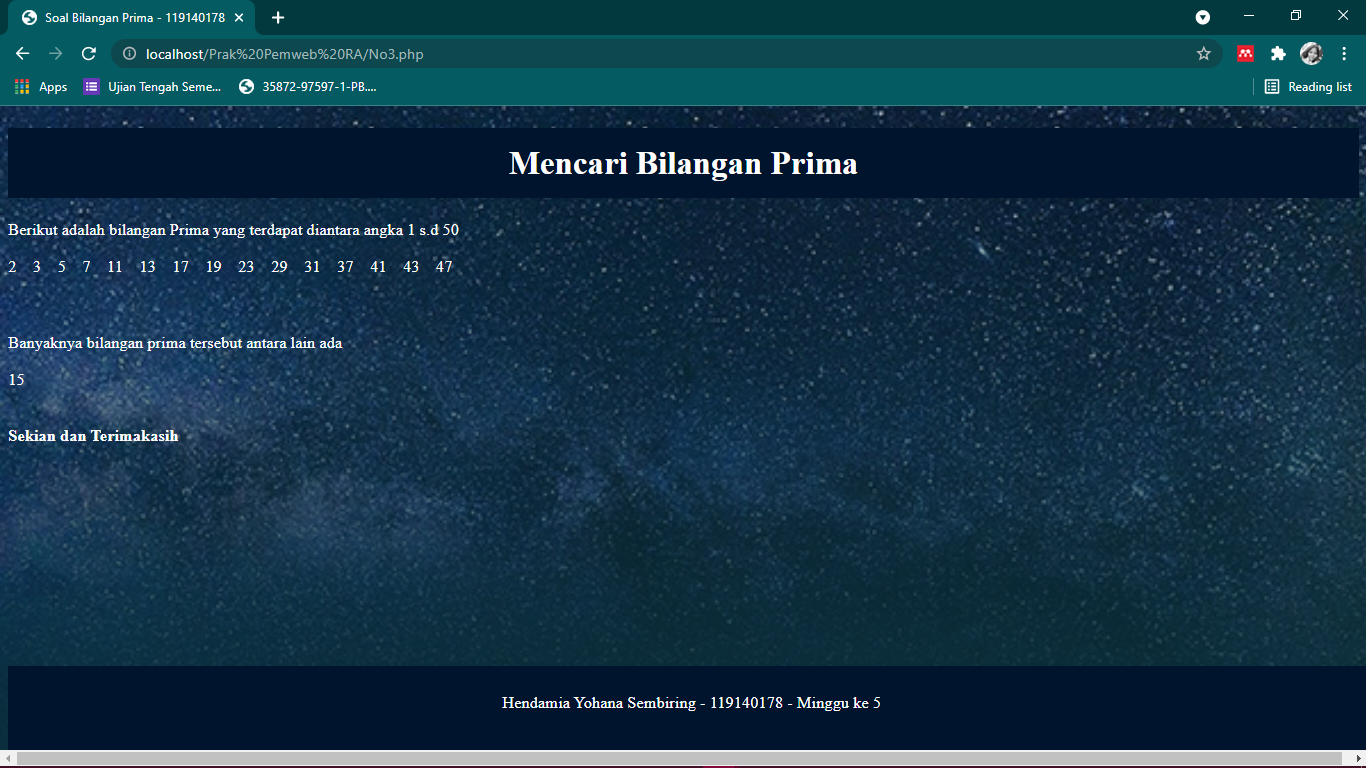 Soal Bilangan Prima - 119140178
localhost/Prak%20Pemweb%20RA/No3.php
Apps Ujian Tengah Seme... 35872-97597-1-PB.... Reading list
Mencari Bilangan Prima
Berikut adalah bilangan Prima yang terdapat diantara angka 1 s.d 50
2 3 5 7 11 13 17 19 23 29 31 37 41 43 47
Banyaknya bilangan prima tersebut antara lain ada
15
Sekian dan Terimakasih
Hendamia Yohana Sembiring - 119140178 - Minggu ke 5